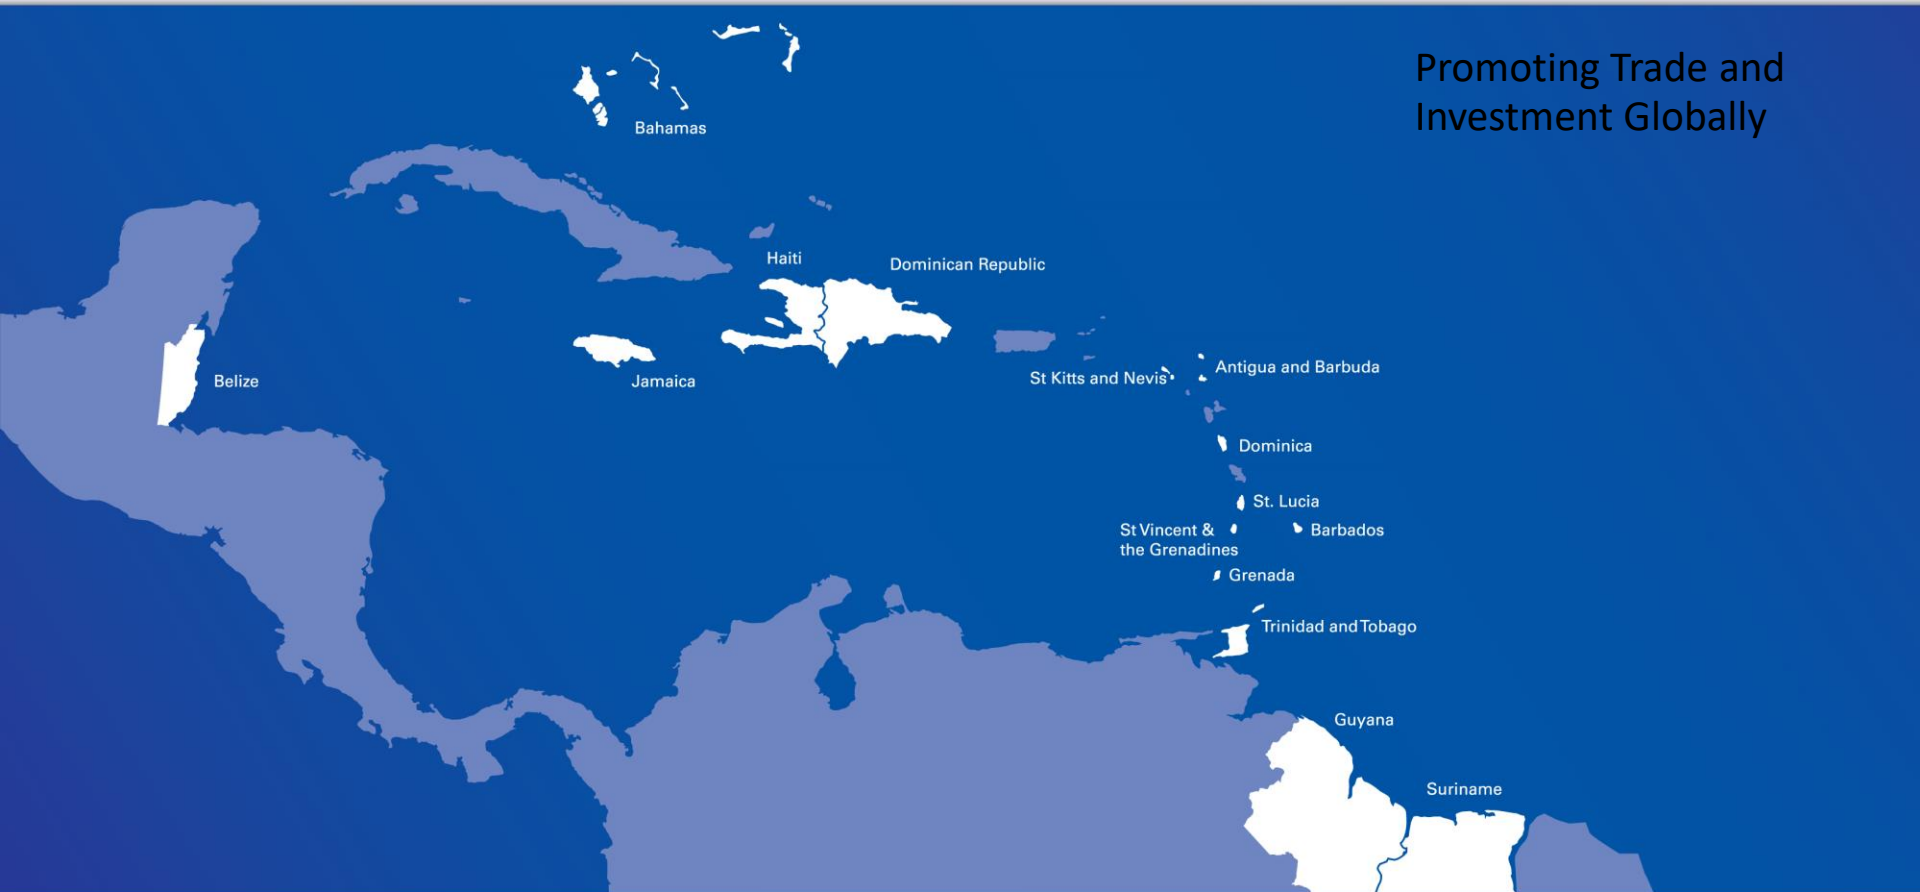 Promoting Trade and
Investment Globally
Bahamas
Haiti
Dominican Republic
Belize
Jamaica
St Kitts and Nevis
Antigua and Barbuda
Dominica
St. Lucia
St Vincent &
the Grenadines
Barbados
Grenada
Trinidad and Tobago
Guyana
Suriname